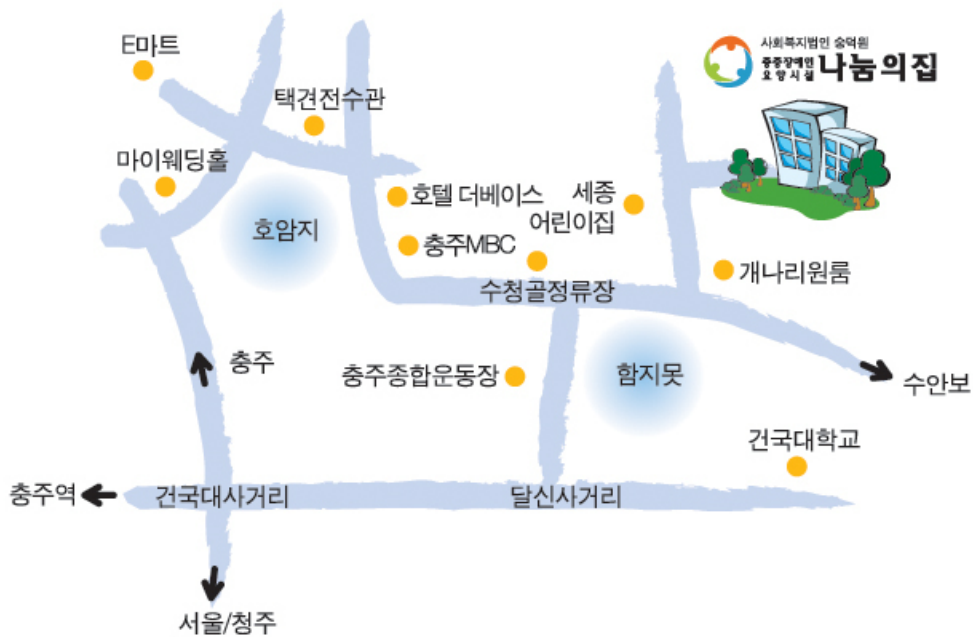 사회복지법인 숭덕원
중증장애인
요양시설
나눔의집
E마트
택견전수관
마이웨딩홀
호텔 더베이스
세종
어린이집
호암지
충주MBC
개나리원룸
수청골정류장
충주
충주종합운동장
함지못
수안보
건국대학교
충주역
건국대사거리
달신사거리
서울/청주